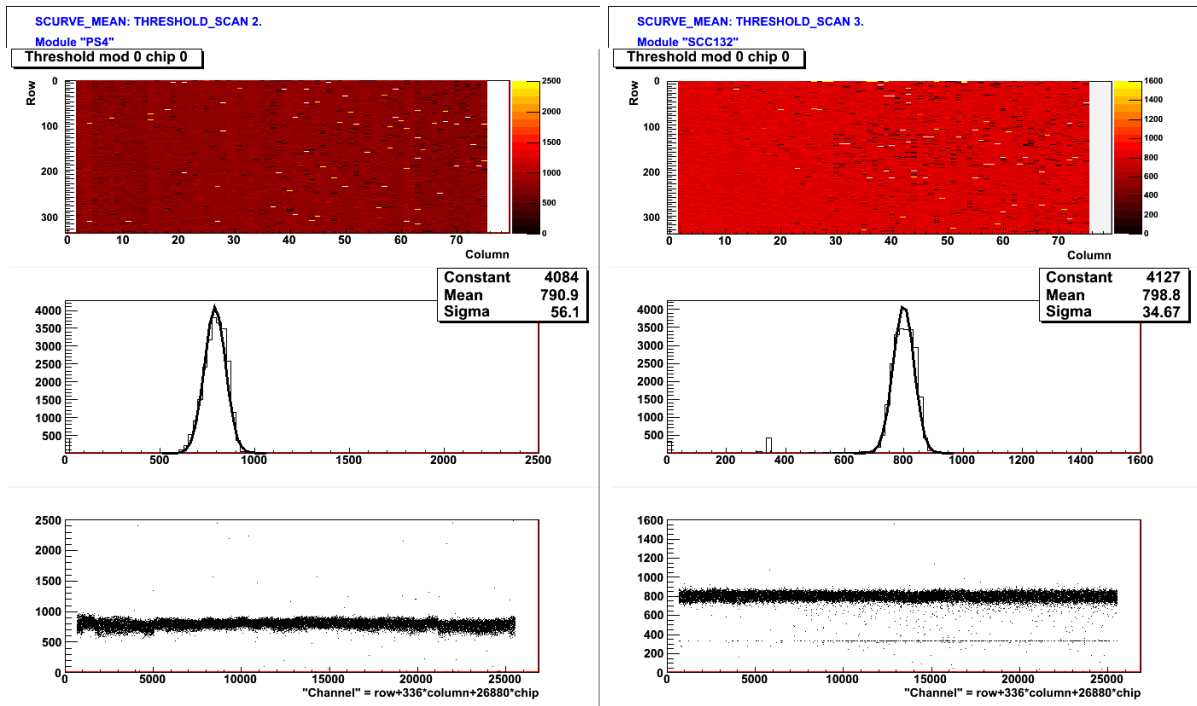 SCURVE_MEAN: THRESHOLD_SCAN 2.
Module "PS4"
Threshold mod 0 chip 0
Row
0
100
200
300
0 10 20 30 40 50 60 70
Column
2500
2000
1500
1000
500
0
Constant 4084
Mean 790.9
Sigma 56.1
4000
3500
3000
2500
2000
1500
1000
500
0 500 1000 1500 2000 2500
2500
2000
1500
1000
500
0
0 5000 10000 15000 20000 25000
"Channel" = row+336*column+26880*chip
SCURVE_MEAN: THRESHOLD_SCAN 3.
Module "SCC132"
Threshold mod 0 chip 0
Row
0
100
200
300
0 10 20 30 40 50 60 70
Column
1600
1400
1200
1000
800
600
400
200
0
Constant 4127
Mean 798.8
Sigma 34.67
4000
3500
3000
2500
2000
1500
1000
500
0 200 400 600 800 1000 1200 1400 1600
1600
1400
1200
1000
800
600
400
200
0
0 5000 10000 15000 20000 25000
"Channel" = row+336*column+26880*chip